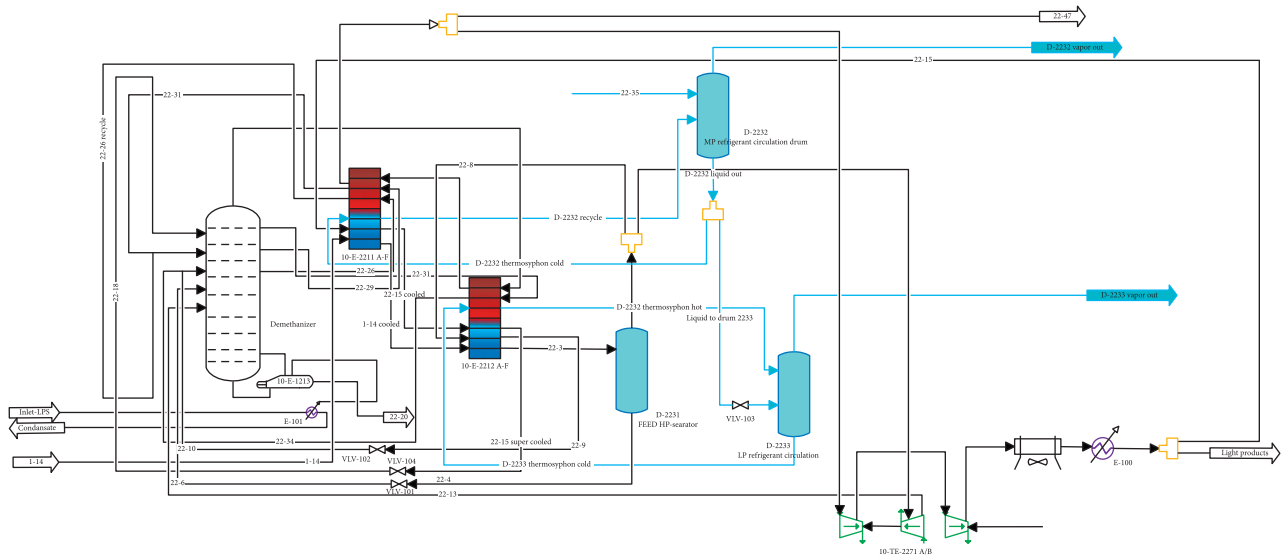 22-47
D-2232 vapor out
22-15
22-31
22-35
22-26 recycle
D-2232
MP refrigerant circulation drum
22-8
D-2232 liquid out
D-2232 recycle
10-E-2211 A-F
D-2232 thermosyphon cold
22-26
22-31
22-29
22-18
22-15 cooled
D-2233 vapor out
D-2232 thermosyphon hot
Liquid to drum 2233
Demethanizer
1-14 cooled
22-3
10-E-2212 A-F
10-E-1213
Inlet-LPS
E-101
22-20
D-2231
FEED HP-searator
VLV-103
Condansate
22-34
22-15 super cooled
22-9
D-2233
LP refrigerant circulation
22-10
VLV-102
VLV-104
1-14
1-14
D-2233 thermosyphon cold
E-100
Light products
22-6
VLV-101
22-4
22-13
10-TE-2271 A/B